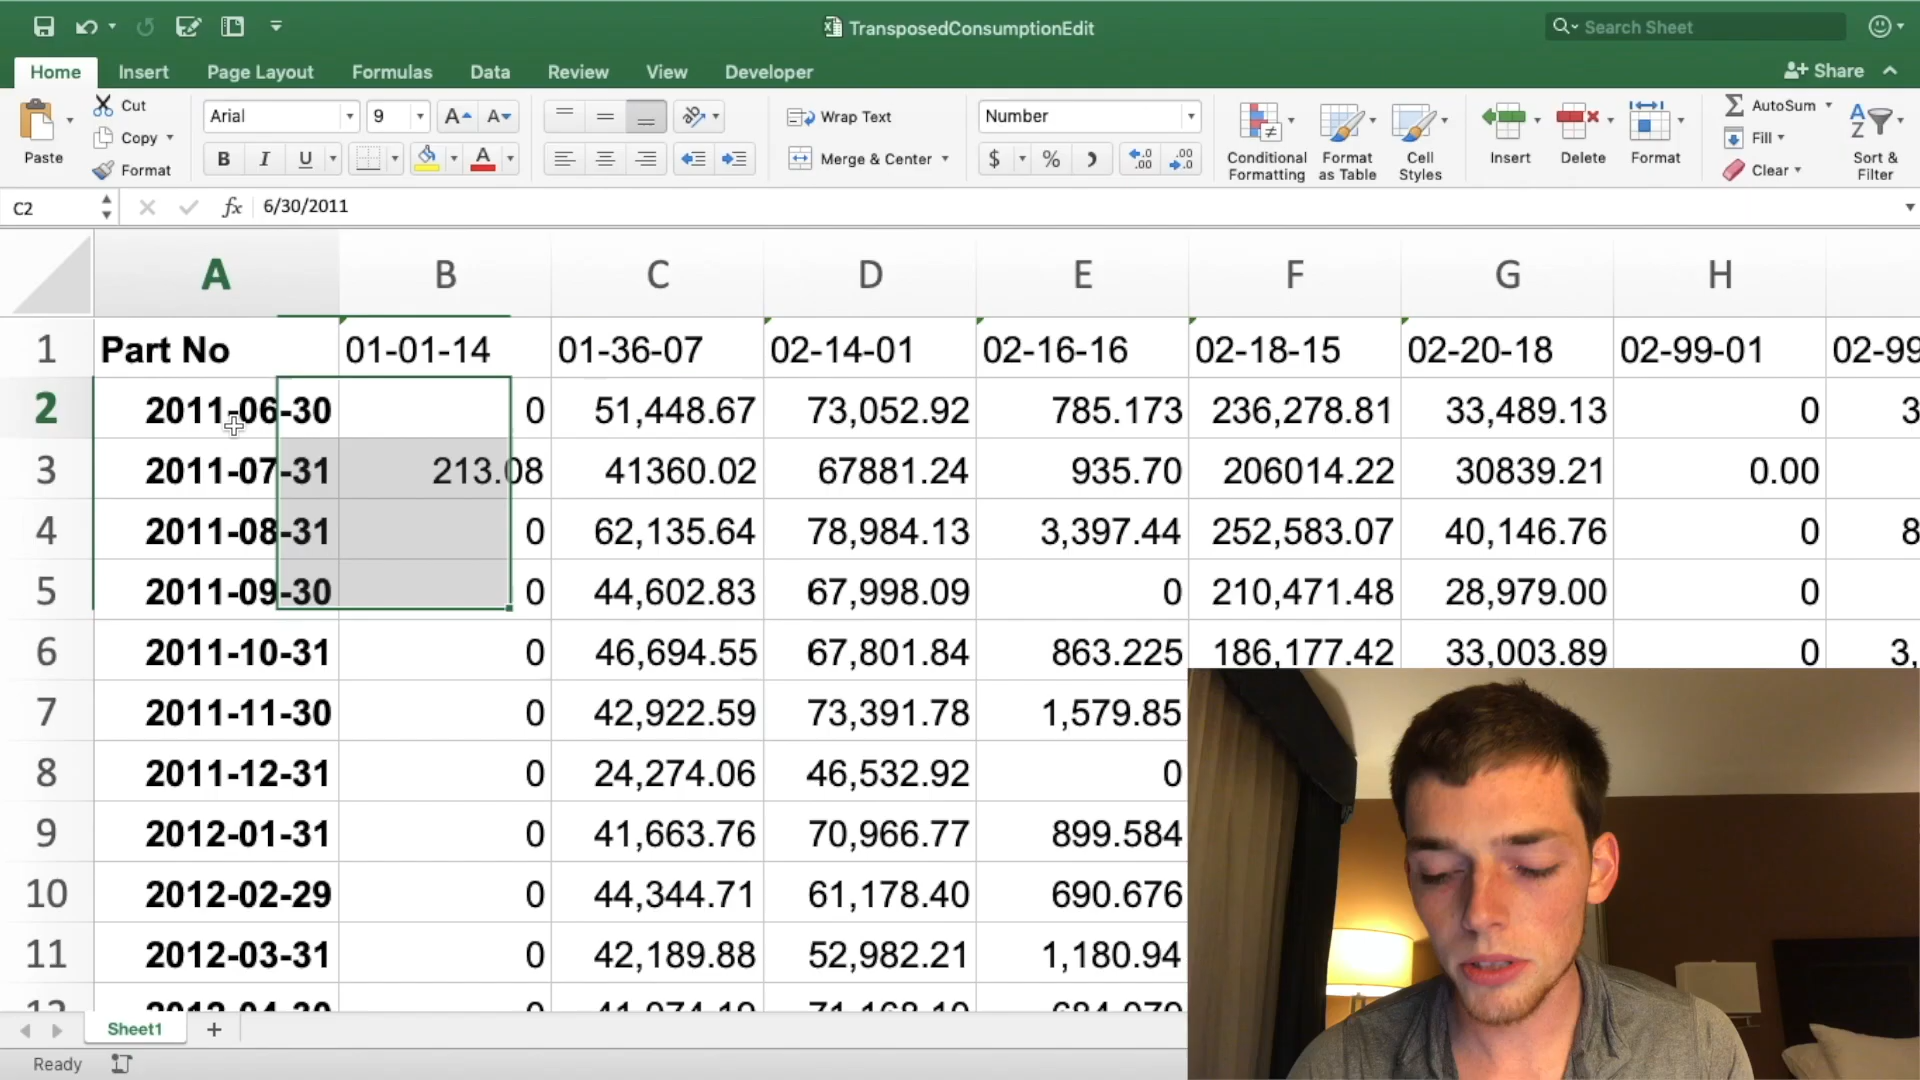 TransposedConsumptionEdit
Search Sheet
Home Insert Page Layout Formulas Data Review View Developer
Share
Paste
Cut
Copy
Format
Arial 9 A A
B I U A
Wrap Text
Merge & Center
Number
$ % )
←.0 .00
.00 →.0
Conditional Formatting
Format as Table
Cell Styles
Insert
Delete
Format
AutoSum
Fill
Clear
Sort & Filter
C2 fx 6/30/2011
A B C D E F G H
1 Part No 01-01-14 01-36-07 02-14-01 02-16-16 02-18-15 02-20-18 02-99-01 02-99
2 2011-06-30 0 51,448.67 73,052.92 785.173 236,278.81 33,489.13 0 3
3 2011-07-31 213.08 41360.02 67881.24 935.70 206014.22 30839.21 0.00
4 2011-08-31 0 62,135.64 78,984.13 3,397.44 252,583.07 40,146.76 0 8
5 2011-09-30 0 44,602.83 67,998.09 0 210,471.48 28,979.00 0
6 2011-10-31 0 46,694.55 67,801.84 863.225 186,177.42 33,003.89 0 3,
7 2011-11-30 0 42,922.59 73,391.78 1,579.85
8 2011-12-31 0 24,274.06 46,532.92 0
9 2012-01-31 0 41,663.76 70,966.77 899.584
10 2012-02-29 0 44,344.71 61,178.40 690.676
11 2012-03-31 0 42,189.88 52,982.21 1,180.94
Sheet1 +
Ready